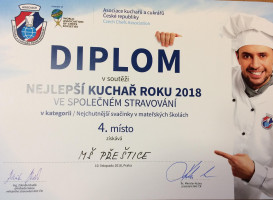 Asociace kuchařů a cukrářů
České republiky
Czech Chefs Association
DIPLOM
v soutěži
NEJLEPŠÍ KUCHAŘ ROKU 2018
VE SPOLEČNÉM STRAVOVÁNÍ
v kategorii / Nejchutnější svačinky v mateřských školách
4. místo
získává
MŠ PŘEŠTICE